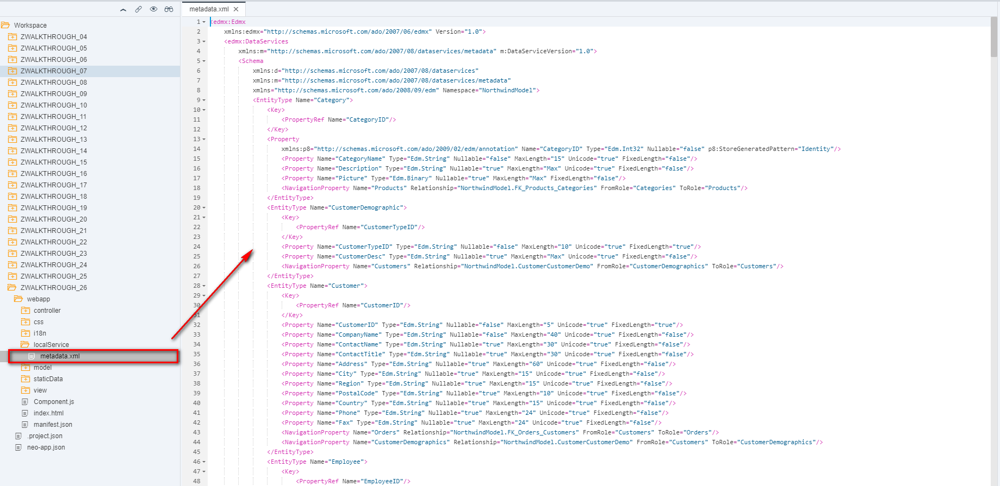 Workspace
ZWALKTHROUGH_04
ZWALKTHROUGH_05
ZWALKTHROUGH_06
ZWALKTHROUGH_07
ZWALKTHROUGH_08
ZWALKTHROUGH_09
ZWALKTHROUGH_10
ZWALKTHROUGH_11
ZWALKTHROUGH_12
ZWALKTHROUGH_13
ZWALKTHROUGH_14
ZWALKTHROUGH_15
ZWALKTHROUGH_16
ZWALKTHROUGH_17
ZWALKTHROUGH_18
ZWALKTHROUGH_19
ZWALKTHROUGH_20
ZWALKTHROUGH_21
ZWALKTHROUGH_22
ZWALKTHROUGH_23
ZWALKTHROUGH_24
ZWALKTHROUGH_25
ZWALKTHROUGH_26
webapp
controller
css
i18n
localService
metadata.xml
model
staticData
view
Component.js
index.html
manifest.json
.project.json
neo-app.json
metadata.xml
1 <edmx:Edmx
2 xmlns:edmx="http://schemas.microsoft.com/ado/2007/06/edmx" Version="1.0">
3 <edmx:DataServices
4 xmlns:m="http://schemas.microsoft.com/ado/2007/08/dataservices/metadata" m:DataServiceVersion="1.0">
5 <Schema
6 xmlns:d="http://schemas.microsoft.com/ado/2007/08/dataservices"
7 xmlns:m="http://schemas.microsoft.com/ado/2007/08/dataservices/metadata"
8 xmlns="http://schemas.microsoft.com/ado/2008/09/edm" Namespace="NorthwindModel">
9 <EntityType Name="Category">
10 <Key>
11 <PropertyRef Name="CategoryID"/>
12 </Key>
13 <Property
14 xmlns:p8="http://schemas.microsoft.com/ado/2009/02/edm/annotation" Name="CategoryID" Type="Edm.Int32" Nullable="false" p8:StoreGeneratedPattern="Identity"/>
15 <Property Name="CategoryName" Type="Edm.String" Nullable="false" MaxLength="15" Unicode="true" FixedLength="false"/>
16 <Property Name="Description" Type="Edm.String" Nullable="true" MaxLength="Max" Unicode="true" FixedLength="false"/>
17 <Property Name="Picture" Type="Edm.Binary" Nullable="true" MaxLength="Max" FixedLength="false"/>
18 <NavigationProperty Name="Products" Relationship="NorthwindModel.FK_Products_Categories" FromRole="Categories" ToRole="Products"/>
19 </EntityType>
20 <EntityType Name="CustomerDemographic">
21 <Key>
22 <PropertyRef Name="CustomerTypeID"/>
23 </Key>
24 <Property Name="CustomerTypeID" Type="Edm.String" Nullable="false" MaxLength="10" Unicode="true" FixedLength="true"/>
25 <Property Name="CustomerDesc" Type="Edm.String" Nullable="true" MaxLength="Max" Unicode="true" FixedLength="false"/>
26 <NavigationProperty Name="Customers" Relationship="NorthwindModel.CustomerCustomerDemo" FromRole="CustomerDemographics" ToRole="Customers"/>
27 </EntityType>
28 <EntityType Name="Customer">
29 <Key>
30 <PropertyRef Name="CustomerID"/>
31 </Key>
32 <Property Name="CustomerID" Type="Edm.String" Nullable="false" MaxLength="5" Unicode="true" FixedLength="true"/>
33 <Property Name="CompanyName" Type="Edm.String" Nullable="false" MaxLength="40" Unicode="true" FixedLength="false"/>
34 <Property Name="ContactName" Type="Edm.String" Nullable="true" MaxLength="30" Unicode="true" FixedLength="false"/>
35 <Property Name="ContactTitle" Type="Edm.String" Nullable="true" MaxLength="30" Unicode="true" FixedLength="false"/>
36 <Property Name="Address" Type="Edm.String" Nullable="true" MaxLength="60" Unicode="true" FixedLength="false"/>
37 <Property Name="City" Type="Edm.String" Nullable="true" MaxLength="15" Unicode="true" FixedLength="false"/>
38 <Property Name="Region" Type="Edm.String" Nullable="true" MaxLength="15" Unicode="true" FixedLength="false"/>
39 <Property Name="PostalCode" Type="Edm.String" Nullable="true" MaxLength="10" Unicode="true" FixedLength="false"/>
40 <Property Name="Country" Type="Edm.String" Nullable="true" MaxLength="15" Unicode="true" FixedLength="false"/>
41 <Property Name="Phone" Type="Edm.String" Nullable="true" MaxLength="24" Unicode="true" FixedLength="false"/>
42 <Property Name="Fax" Type="Edm.String" Nullable="true" MaxLength="24" Unicode="true" FixedLength="false"/>
43 <NavigationProperty Name="Orders" Relationship="NorthwindModel.FK_Orders_Customers" FromRole="Customers" ToRole="Orders"/>
44 <NavigationProperty Name="CustomerDemographics" Relationship="NorthwindModel.CustomerCustomerDemo" FromRole="Customers" ToRole="CustomerDemographics"/>
45 </EntityType>
46 <EntityType Name="Employee">
47 <Key>
48 <PropertyRef Name="EmployeeID"/>